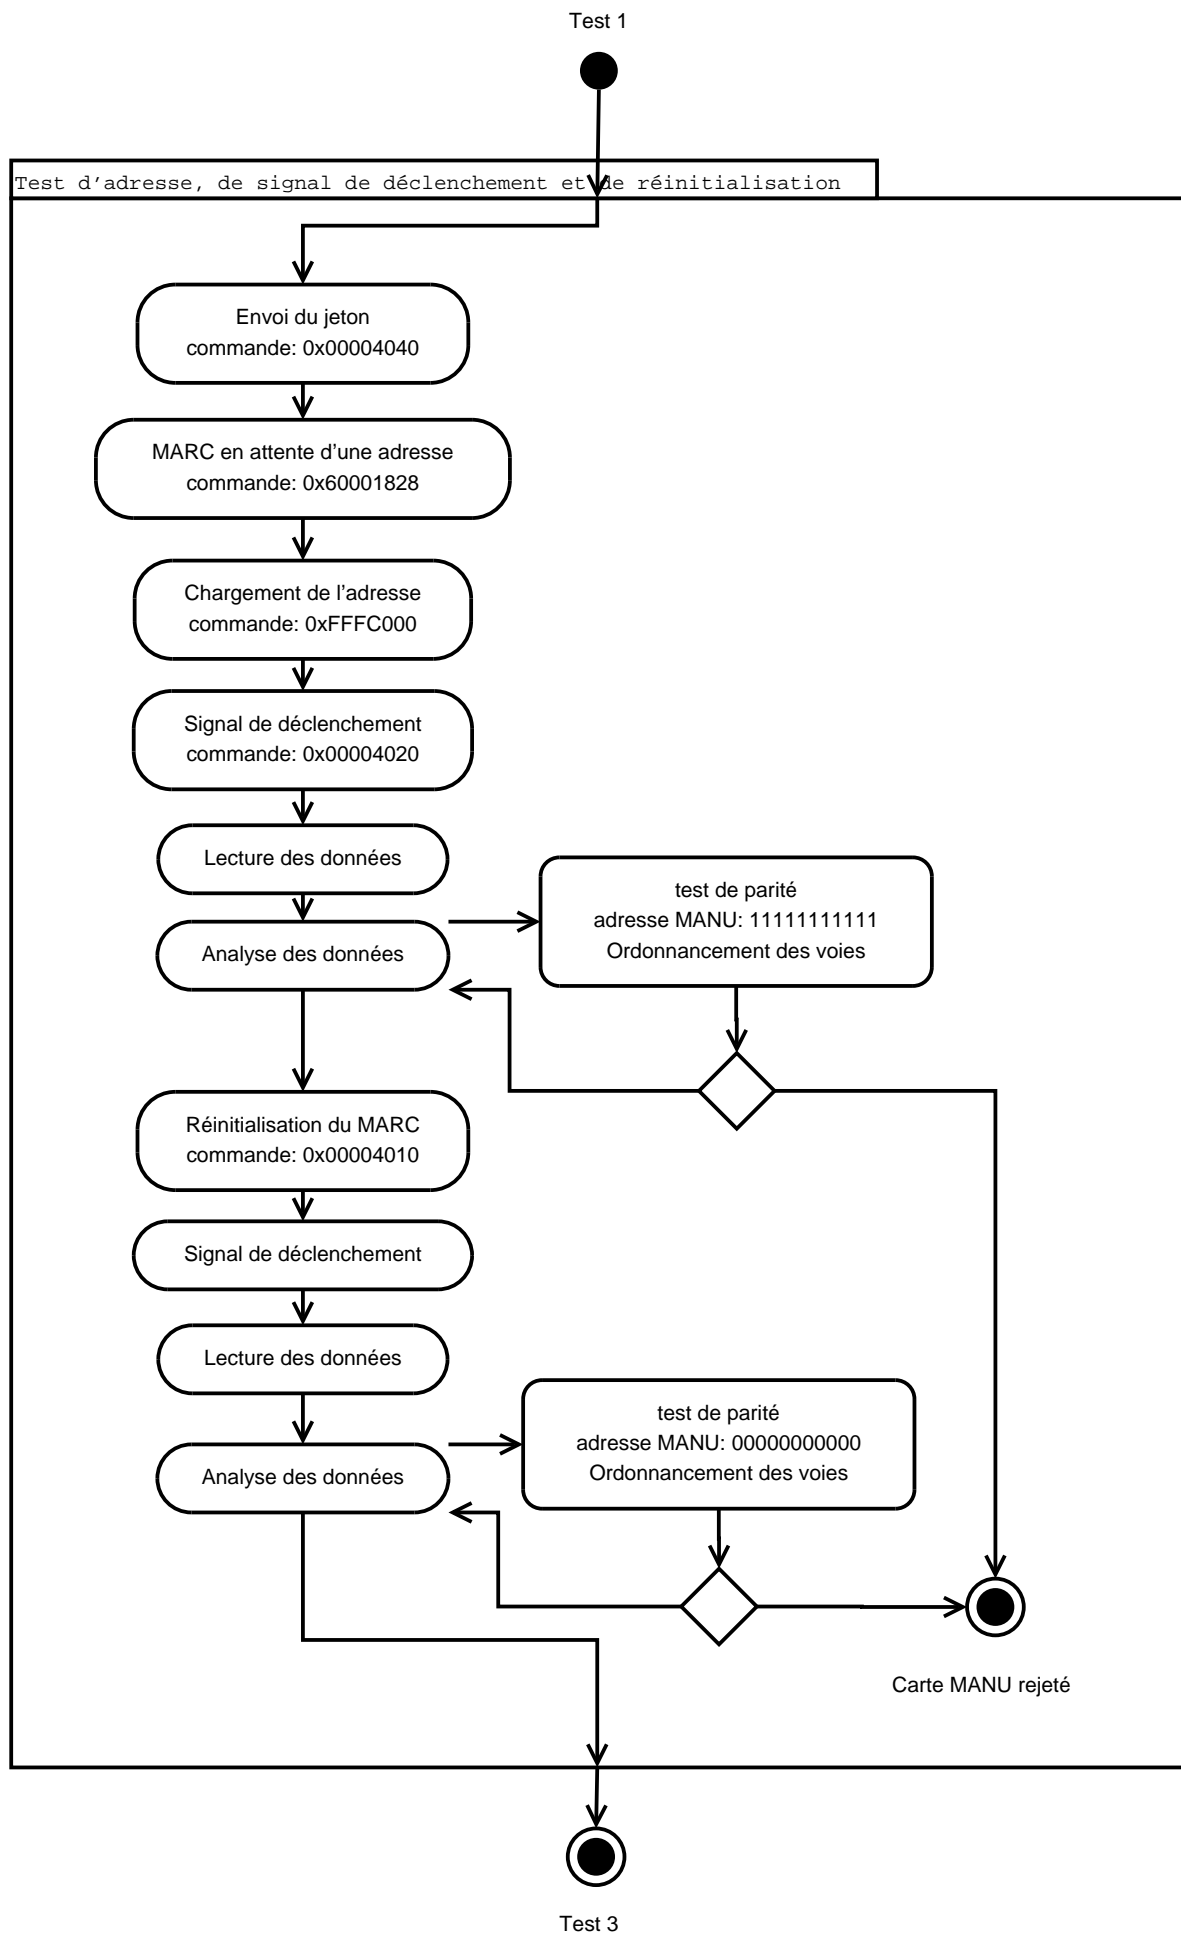 Test 1
Test d'adresse, de signal de déclenchement et de réinitialisation
Envoi du jeton
commande: 0x00004040
MARC en attente d'une adresse
commande: 0x60001828
Chargement de l'adresse
commande: 0xFFFC000
Signal de déclenchement
commande: 0x00004020
Lecture des données
test de parité
adresse MANU: 11111111111
Ordonnancement des voies
Analyse des données
Réinitialisation du MARC
commande: 0x00004010
Signal de déclenchement
Lecture des données
test de parité
adresse MANU: 00000000000
Ordonnancement des voies
Analyse des données
Carte MANU rejeté
Test 3